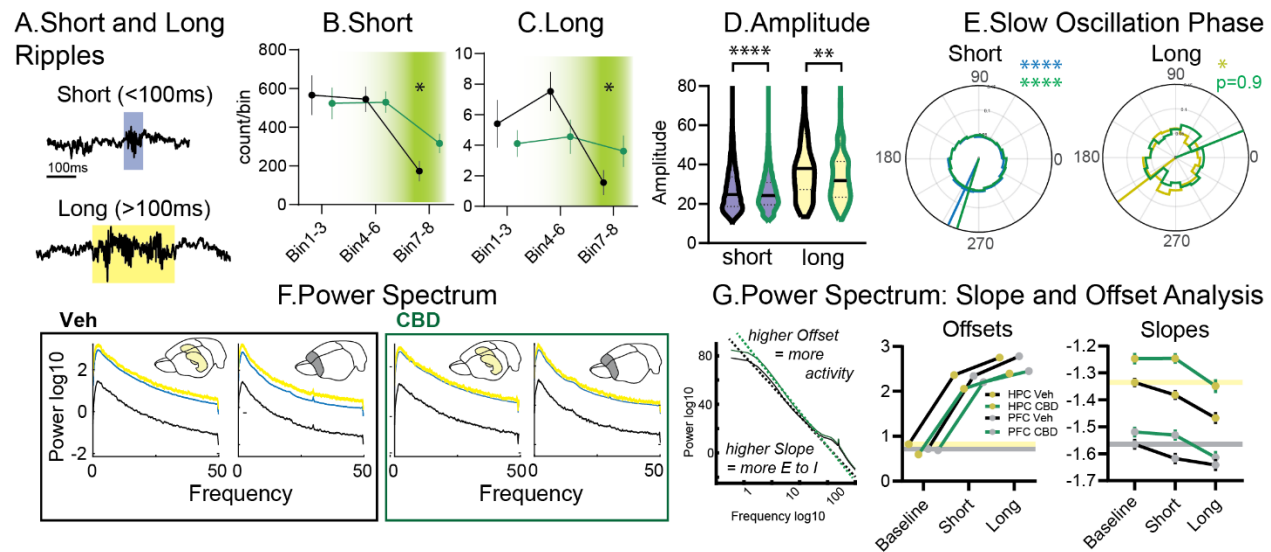 A.Short and Long
Ripples
Short (<100ms)
100ms
Long (>100ms)
B.Short
count/bin
800
600
400
200
0
*
Bin1-3
Bin4-6
Bin7-8
C.Long
10
8
6
4
2
0
*
Bin1-3
Bin4-6
Bin7-8
D.Amplitude
****
**
Amplitude
80
60
40
20
0
short
long
E.Slow Oscillation Phase
Short
****
****
90
180
0
270
Long
*
p=0.9
90
180
0
270
F.Power Spectrum
Veh
CBD
Power log10
2
0
-2
0
50
50
0
500
50
Frequency
Frequency
G.Power Spectrum: Slope and Offset Analysis
higher Offset
= more
activity
higher Slope
= more E to I
Power log10
80
40
0
1
10
100
Frequency log10
Offsets
3
2
1
0
HPC Veh
HPC CBD
PFC Veh
PFC CBD
Baseline
Short
Long
Slopes
-1.2
-1.3
-1.4
-1.5
-1.6
-1.7
Baseline
Short
Long